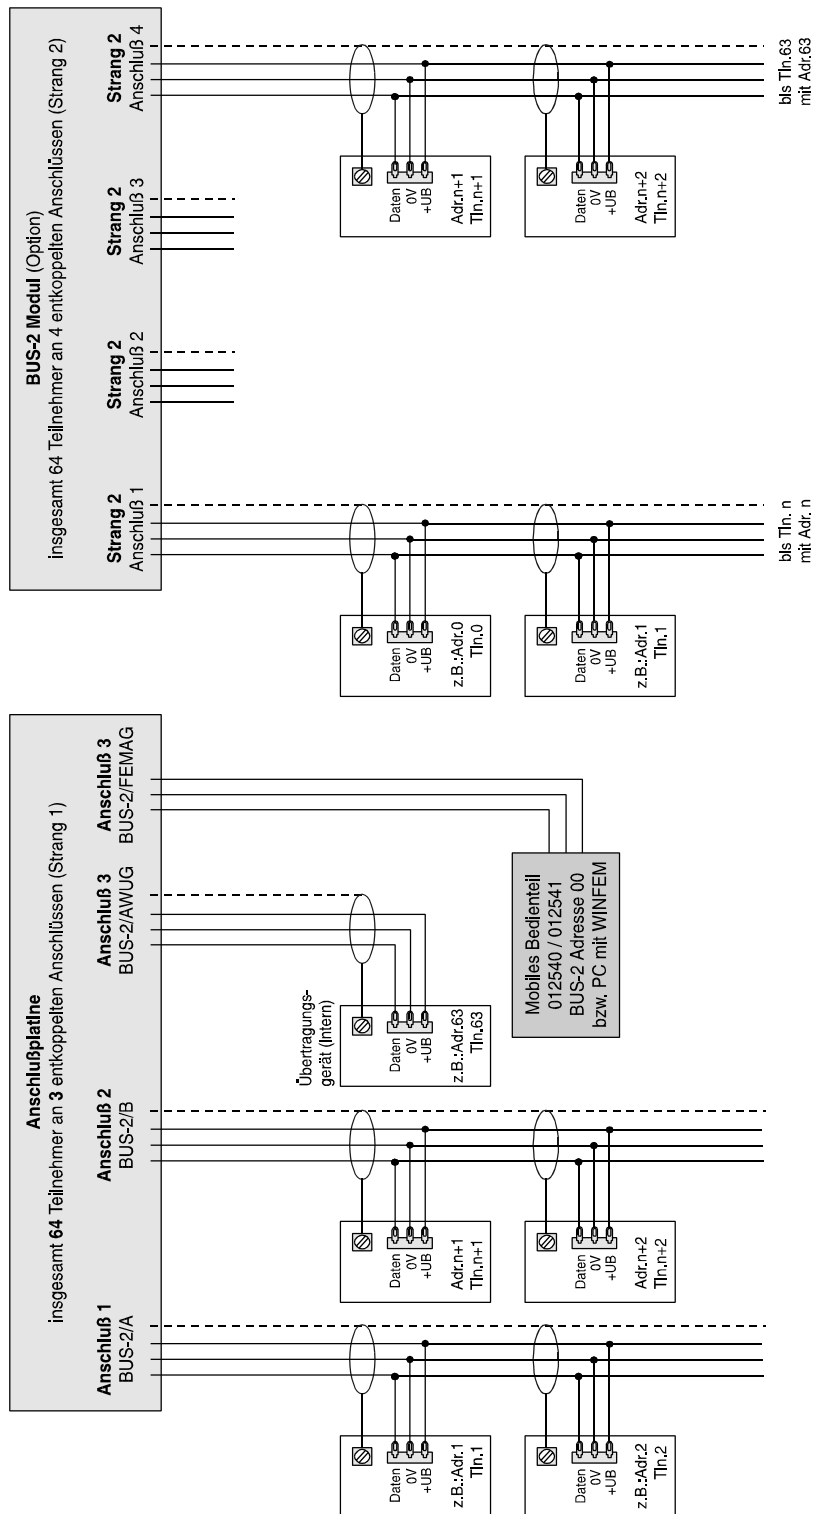 Anschlußplatine
insgesamt 64 Teilnehmer an 3 entkoppelten Anschlüssen (Strang 1)
Anschluß 1
BUS-2/A
Anschluß 2
BUS-2/B
Anschluß 3
BUS-2/AWUG
Anschluß 3
BUS-2/FEMAG
Daten
0V
+UB
z.B.:Adr.1
Tln.1
Daten
0V
+UB
z.B.:Adr.2
Tln.2
Daten
0V
+UB
Adr.n+1
Tln.n+1
Daten
0V
+UB
Adr.n+2
Tln.n+2
Übertragungs-
gerät (Intern)
Daten
0V
+UB
z.B.:Adr.63
Tln.63
Mobiles Bedienteil
012540 / 012541
BUS-2 Adresse 00
bzw. PC mit WINFEM
BUS-2 Modul (Option)
insgesamt 64 Teilnehmer an 4 entkoppelten Anschlüssen (Strang 2)
Strang 2
Anschluß 1
Strang 2
Anschluß 2
Strang 2
Anschluß 3
Strang 2
Anschluß 4
Daten
0V
+UB
z.B.:Adr.0
Tln.0
Daten
0V
+UB
z.B.:Adr.1
Tln.1
bis Tln. n
mit Adr. n
Daten
0V
+UB
Adr.n+1
Tln.n+1
Daten
0V
+UB
Adr.n+2
Tln.n+2
bis Tln.63
mit Adr.63